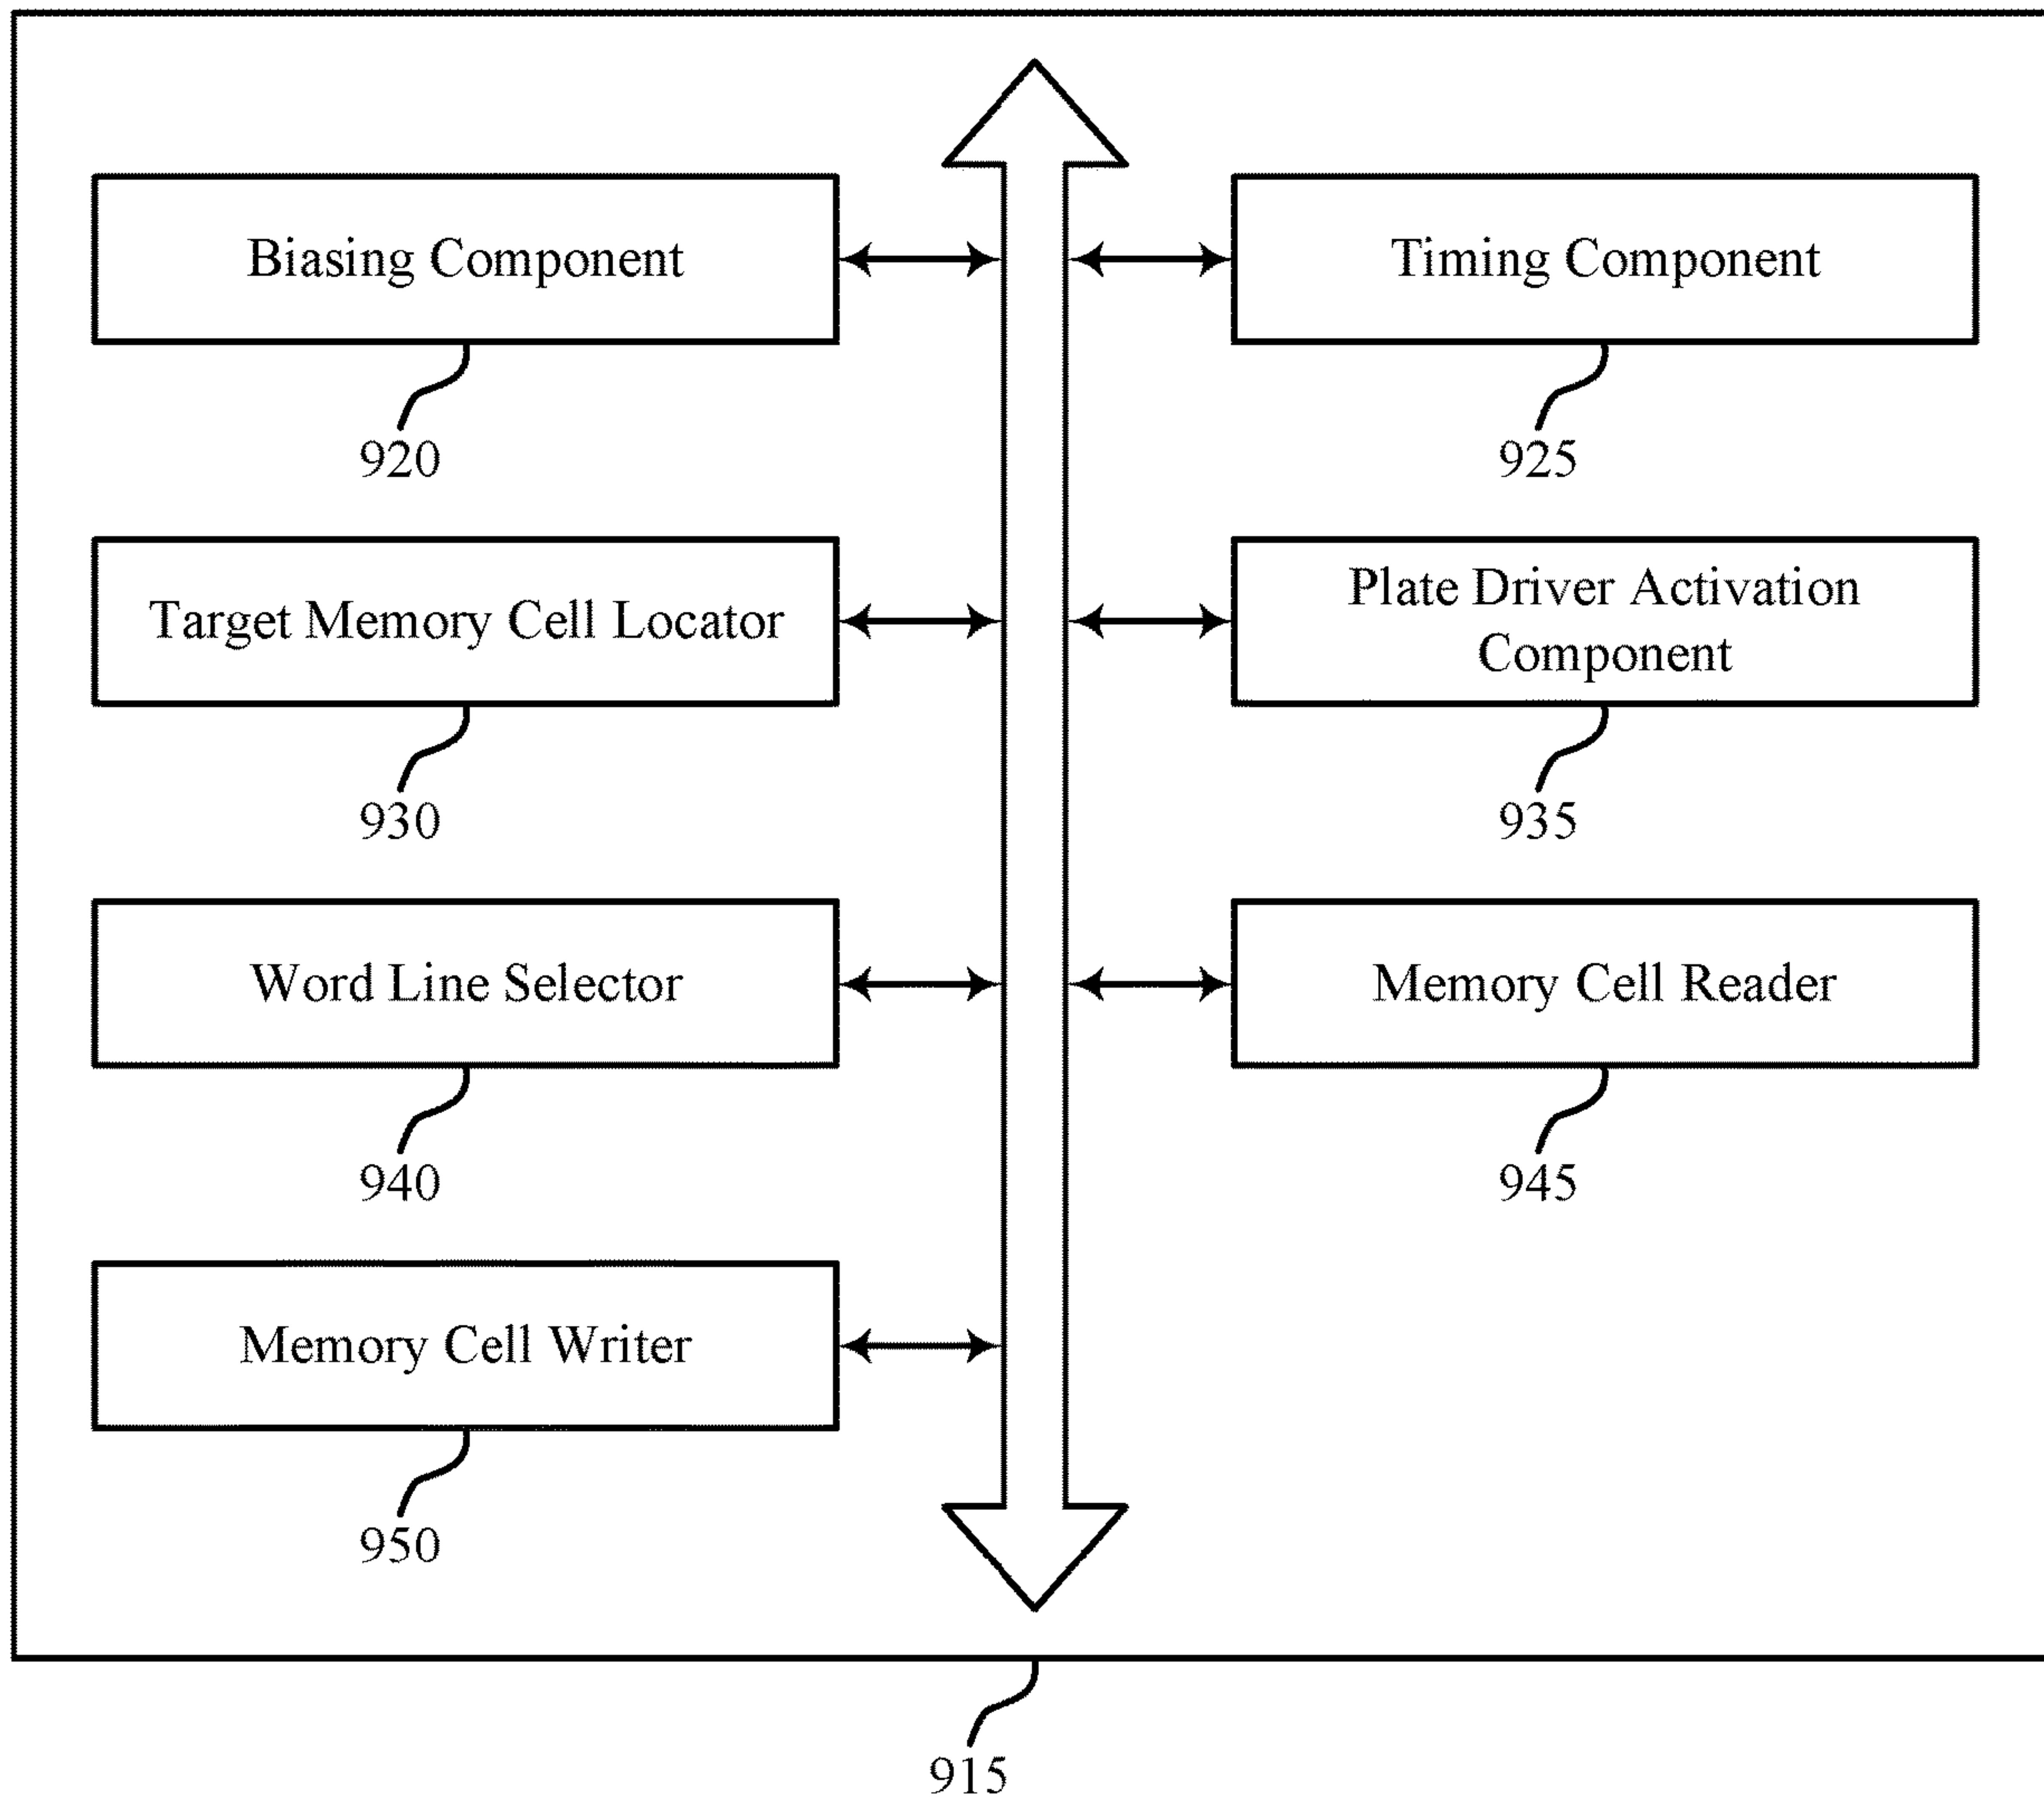 Biasing Component
Timing Component
920
925
Target Memory Cell Locator
Plate Driver Activation
Component
930
935
Word Line Selector
Memory Cell Reader
940
945
Memory Cell Writer
950
915